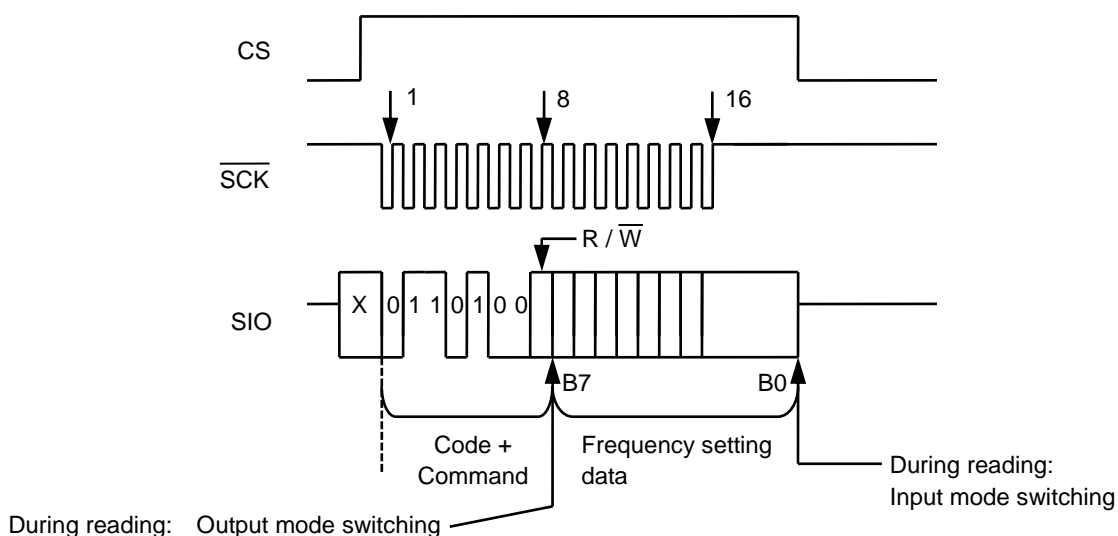 CS
1 8 16
SCK
R / W
SIO
X 0 1 1 0 1 0 0
B7 B0
Code +
Command
Frequency setting
data
During reading:
Input mode switching
During reading: Output mode switching